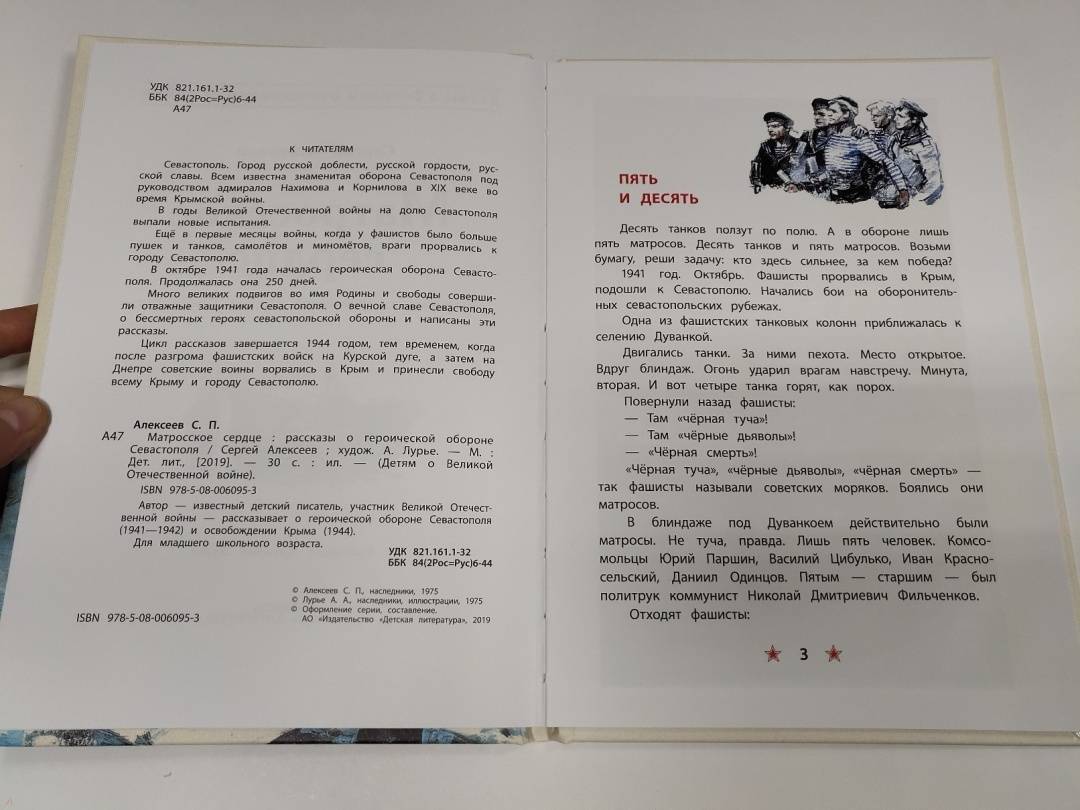 УДК 821.161.1-32
ББК 84(2Рос=Рус)6-44
А47
К ЧИТАТЕЛЯМ
Севастополь. Город русской доблести, русской гордости, рус-
ской славы. Всем известна знаменитая оборона Севастополя под
руководством адмиралов Нахимова и Корнилова в XIX веке во
время Крымской войны.
В годы Великой Отечественной войны на долю Севастополя
выпали новые испытания.
Ещё в первые месяцы войны, когда у фашистов было больше
пушек и танков, самолётов и миномётов, враги прорвались к
городу Севастополю.
В октябре 1941 года началась героическая оборона Севасто-
поля. Продолжалась она 250 дней.
Много великих подвигов во имя Родины и свободы соверши-
ли отважные защитники Севастополя. О вечной славе Севастополя,
о бессмертных героях севастопольской обороны и написаны эти
рассказы.
Цикл рассказов завершается 1944 годом, тем временем, когда
после разгрома фашистских войск на Курской дуге, а затем на
Днепре советские воины ворвались в Крым и принесли свободу
всему Крыму и городу Севастополю.
Алексеев С. П.
А47 Матросское сердце : рассказы о героической обороне
Севастополя / Сергей Алексеев ; худож. А. Лурье. — М. :
Дет. лит., [2019]. — 30 с. : ил. — (Детям о Великой
Отечественной войне).
ISBN 978-5-08-006095-3
Автор — известный детский писатель, участник Великой Отечест-
венной войны — рассказывает о героической обороне Севастополя
(1941—1942) и освобождении Крыма (1944).
Для младшего школьного возраста.
УДК 821.161.1-32
ББК 84(2Рос=Рус)6-44
© Алексеев С. П., наследники, 1975
© Лурье А. А., наследники, иллюстрации, 1975
© Оформление серии, составление.
АО «Издательство «Детская литература», 2019
ISBN 978-5-08-006095-3
ПЯТЬ
И ДЕСЯТЬ
Десять танков ползут по полю. А в обороне лишь
пять матросов. Десять танков и пять матросов. Возьми
бумагу, реши задачу: кто здесь сильнее, за кем победа?
1941 год. Октябрь. Фашисты прорвались в Крым,
подошли к Севастополю. Начались бои на оборонитель-
ных севастопольских рубежах.
Одна из фашистских танковых колонн приближалась к
селению Дуванкой.
Двигались танки. За ними пехота. Место открытое.
Вдруг блиндаж. Огонь ударил врагам навстречу. Минута,
вторая. И вот четыре танка горят, как порох.
Повернули назад фашисты:
— Там «чёрная туча»!
— Там «чёрные дьяволы»!
— «Чёрная смерть»!
«Чёрная туча», «чёрные дьяволы», «чёрная смерть» —
так фашисты называли советских моряков. Боялись они
матросов.
В блиндаже под Дуванкоем действительно были
матросы. Не туча, правда. Лишь пять человек. Комсо-
мольцы Юрий Паршин, Василий Цибулько, Иван Красно-
сельский, Даниил Одинцов. Пятым — старшим — был
политрук коммунист Николай Дмитриевич Фильченков.
Отходят фашисты:
3